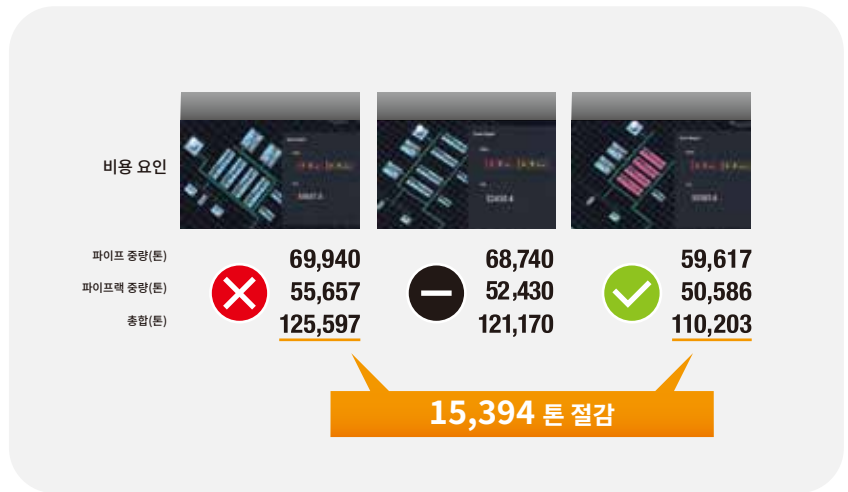 비용 요인
파이프 중량(톤) 69,940 68,740 59,617
파이프랙 중량(톤) 55,657 52,430 50,586
총합(톤) 125,597 121,170 110,203
15,394 톤 절감